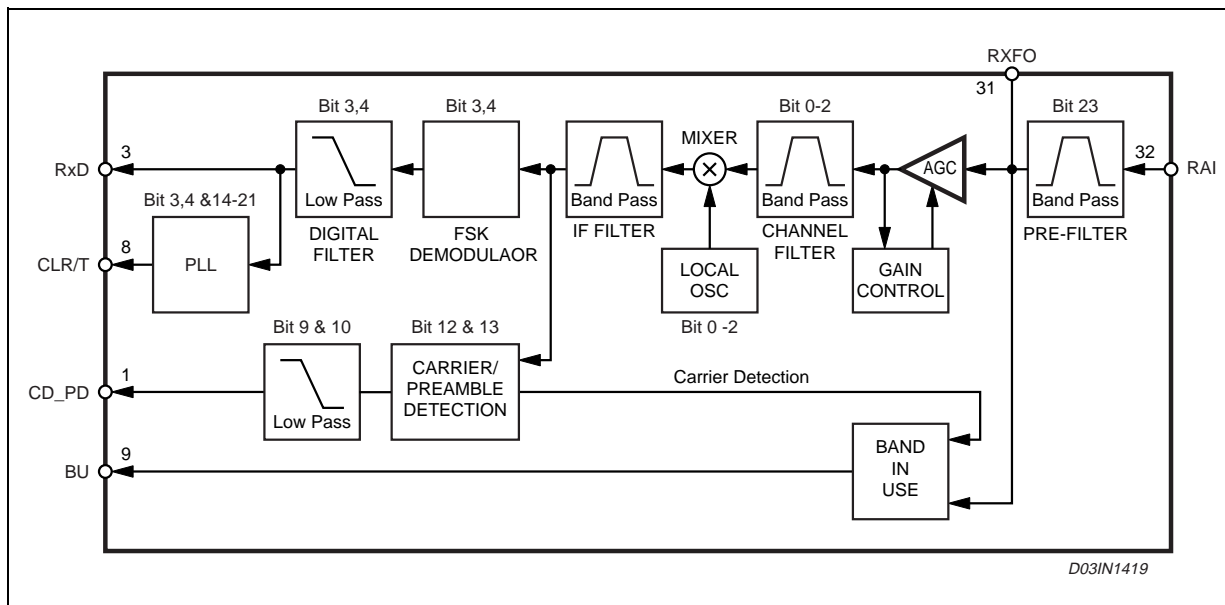 RXFO
31
Bit 3,4
Bit 3,4
Bit 0-2
Bit 23
MIXER
3
RxD
Low Pass
Band Pass
Band Pass
AGC
Band Pass
32
RAI
Bit 3,4 &14-21
DIGITAL
FILTER
FSK
DEMODULAOR
IF FILTER
CHANNEL
FILTER
PRE-FILTER
8
CLR/T
PLL
LOCAL
OSC
GAIN
CONTROL
Bit 9 & 10
Bit 12 & 13
Bit 0 -2
1
CD_PD
Low Pass
CARRIER/
PREAMBLE
DETECTION
Carrier Detection
9
BU
BAND
IN
USE
D03IN1419